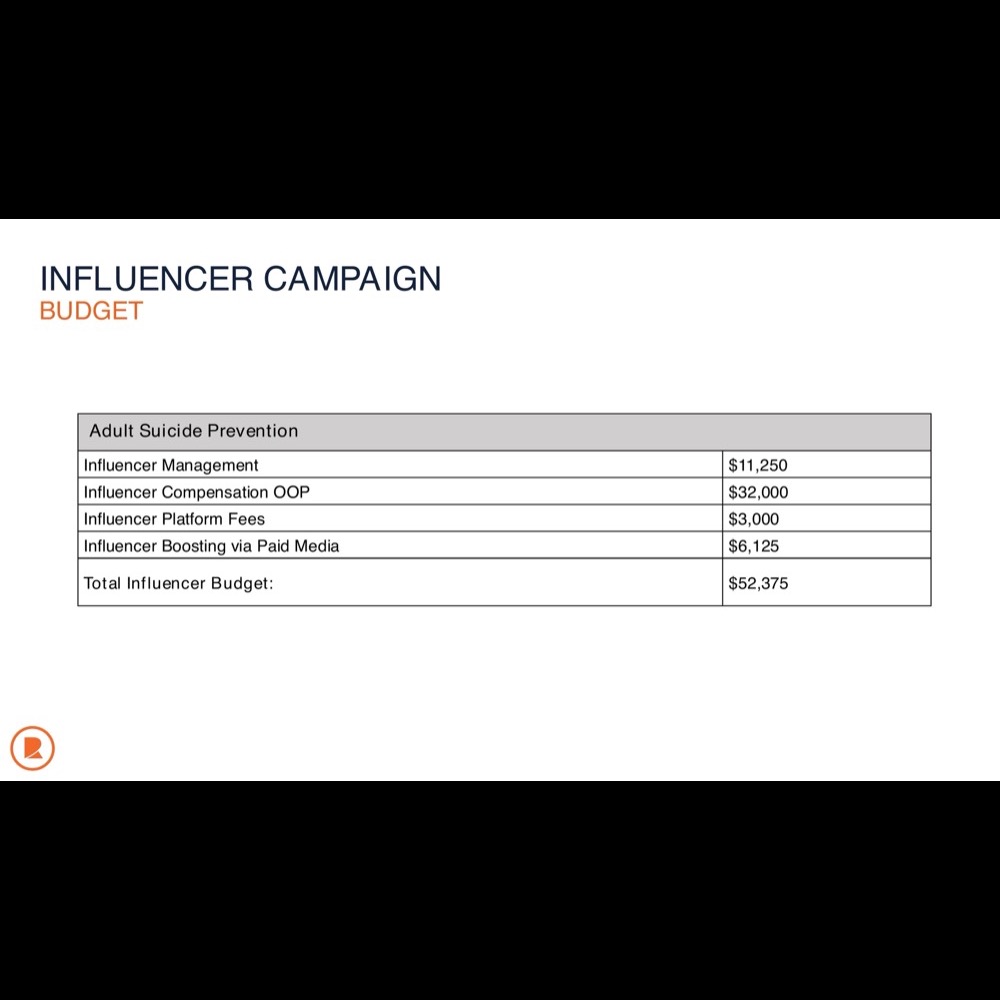 INFLUENCER CAMPAIGN
BUDGET
Adult Suicide Prevention
Influencer Management $11,250
Influencer Compensation OOP $32,000
Influencer Platform Fees $3,000
Influencer Boosting via Paid Media $6,125
Total Influencer Budget: $52,375
R